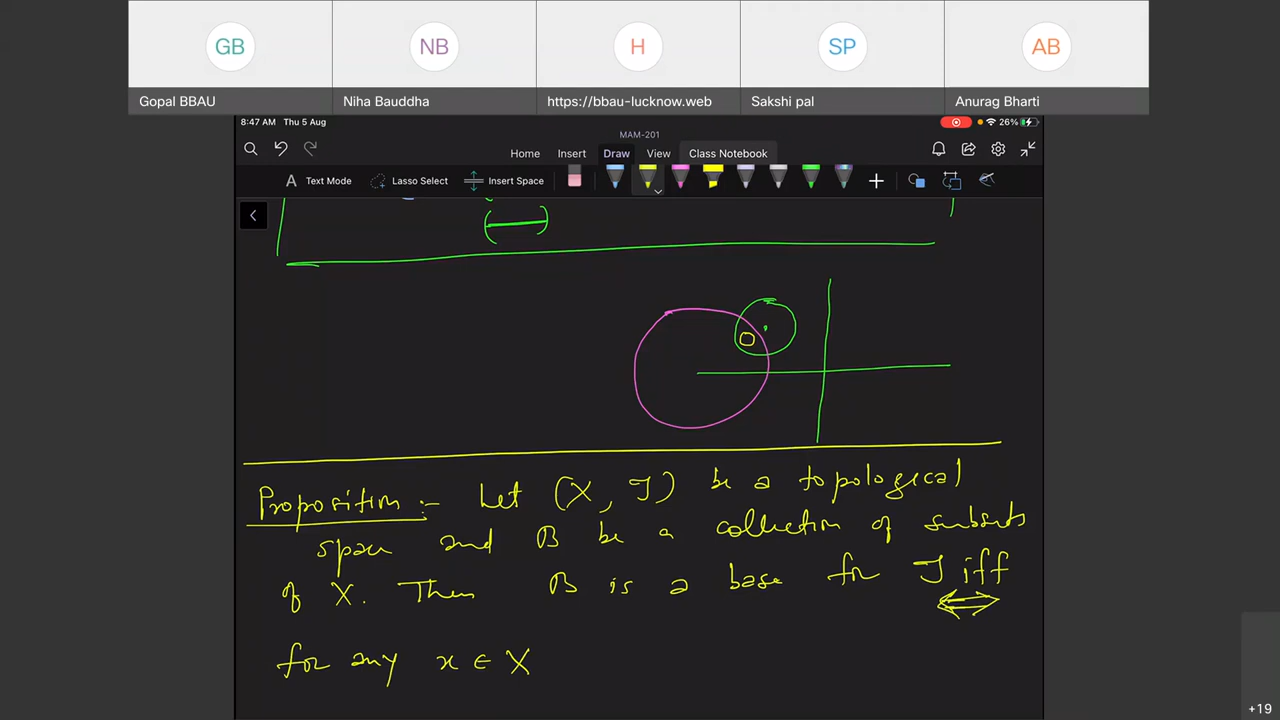 GB
NB
H
SP
AB
Gopal BBAU
Niha Bauddha
https://bbau-lucknow.web
Sakshi pal
Anurag Bharti
8:47 AM Thu 5 Aug
26%
MAM-201
Home Insert Draw View Class Notebook
A Text Mode Lasso Select Insert Space
Proposition :- Let (X, J) be a topological
space and B be a collection of subsets
of X. Then B is a base for J iff
⟺
for any x ∈ X
+19